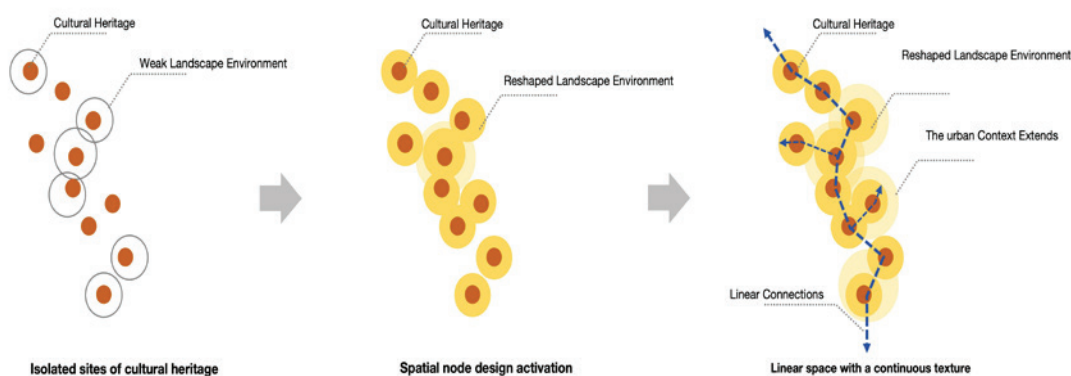 Cultural Heritage
Weak Landscape Environment
Isolated sites of cultural heritage
Cultural Heritage
Reshaped Landscape Environment
Spatial node design activation
Cultural Heritage
Reshaped Landscape Environment
The urban Context Extends
Linear Connections
Linear space with a continuous texture